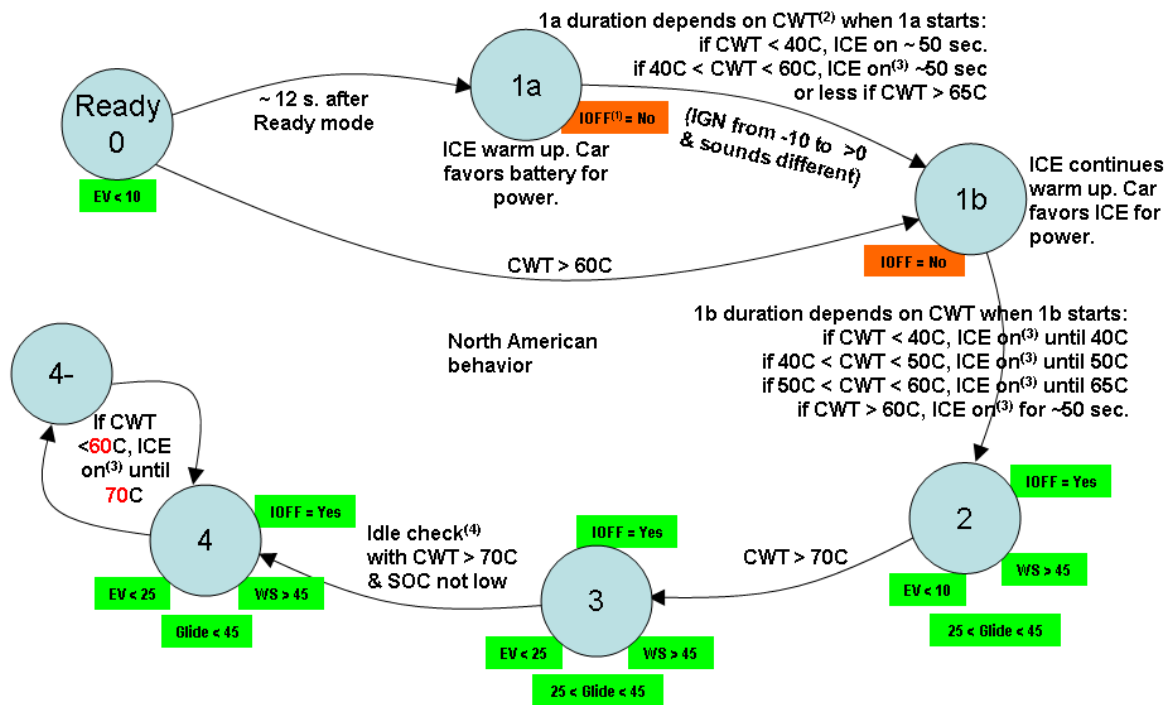 1a duration depends on CWT(2) when 1a starts:
if CWT < 40C, ICE on ~ 50 sec.
if 40C < CWT < 60C, ICE on(3) ~50 sec
or less if CWT > 65C
Ready
0
EV < 10
~ 12 s. after
Ready mode
1a
IOFF(1) = No
ICE warm up. Car
favors battery for
power.
(IGN from -10 to >0
& sounds different)
1b
IOFF = No
ICE continues
warm up. Car
favors ICE for
power.
CWT > 60C
North American
behavior
1b duration depends on CWT when 1b starts:
if CWT < 40C, ICE on(3) until 40C
if 40C < CWT < 50C, ICE on(3) until 50C
if 50C < CWT < 60C, ICE on(3) until 65C
if CWT > 60C, ICE on(3) for ~50 sec.
2
IOFF = Yes
WS > 45
EV < 10
25 < Glide < 45
CWT > 70C
3
IOFF = Yes
EV < 25
WS > 45
25 < Glide < 45
Idle check(4)
with CWT > 70C
& SOC not low
4
IOFF = Yes
EV < 25
WS > 45
Glide < 45
4-
If CWT
<60C, ICE
on(3) until
70C